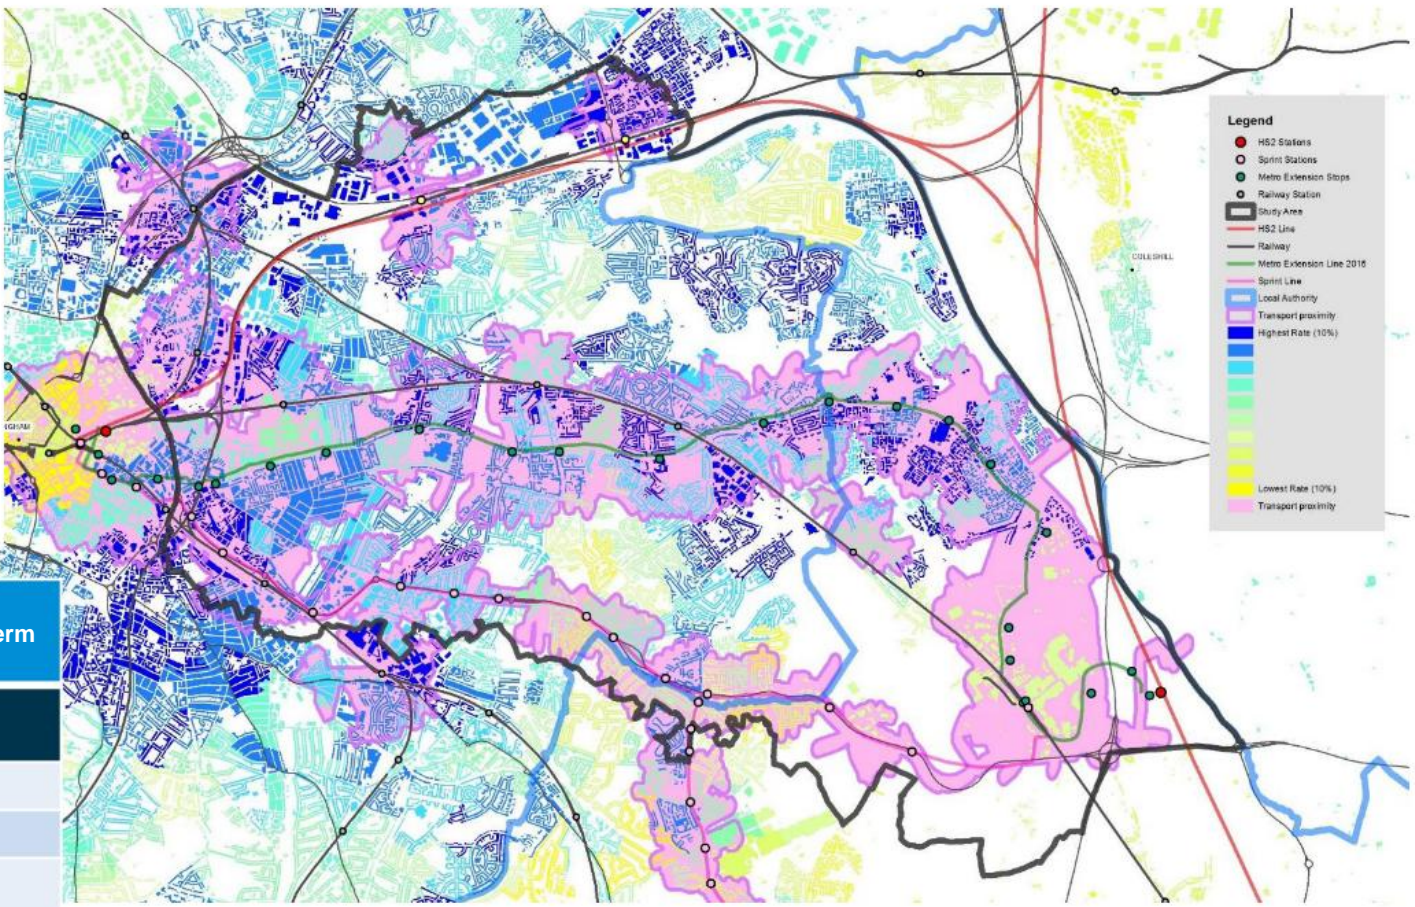 Legend
HS2 Stations
Sprint Stations
Metro Extension Stops
Railway Station
Study Area
HS2 Line
Railway
Metro Extension Line 2016
Sprint Line
Local Authority
Transport proximity
Highest Rate (10%)
Lowest Rate (10%)
Transport proximity
COLESHILL
NGHAM
erm